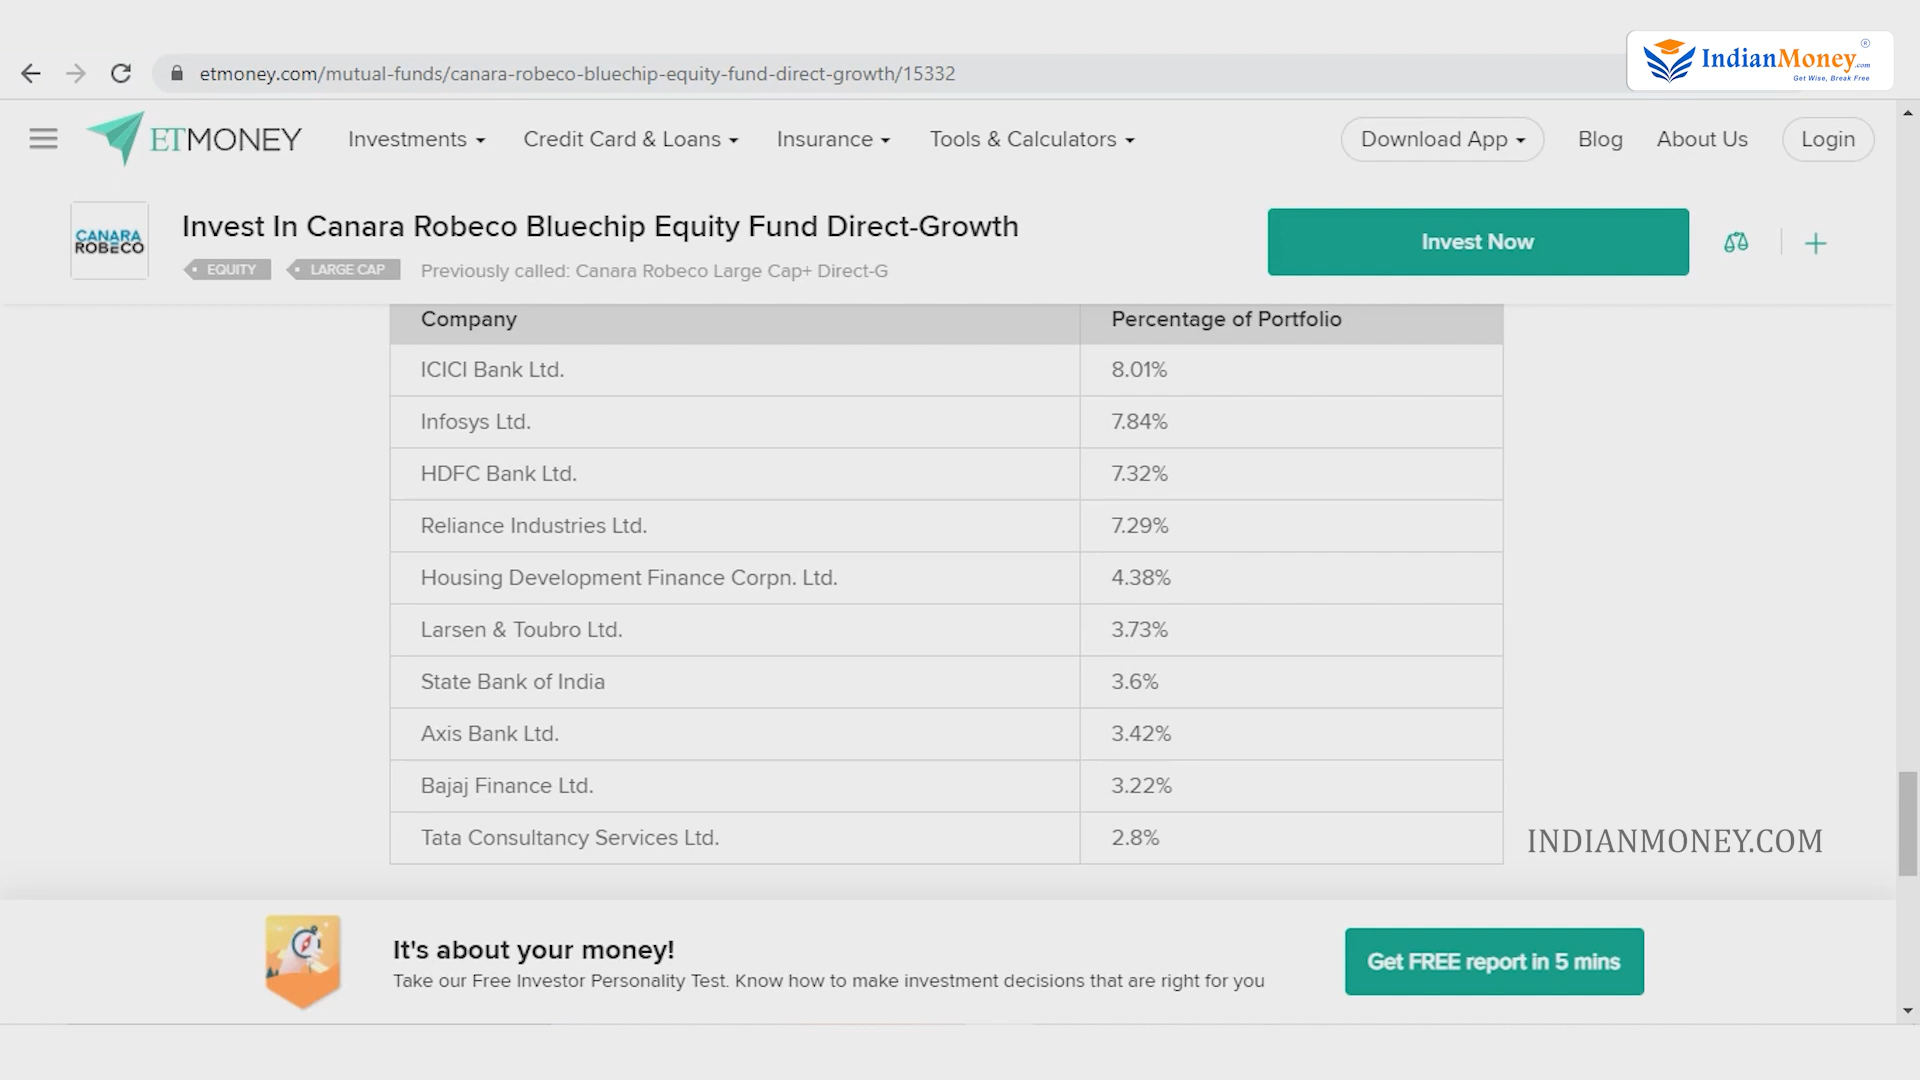 etmoney.com/mutual-funds/canara-robeco-bluechip-equity-fund-direct-growth/15332
IndianMoney.com ®
Get Wise, Break Free
ETMONEY Investments Credit Card & Loans Insurance Tools & Calculators Download App Blog About Us Login
CANARA ROBECO
Invest In Canara Robeco Bluechip Equity Fund Direct-Growth
EQUITY LARGE CAP Previously called: Canara Robeco Large Cap+ Direct-G
Invest Now
Company Percentage of Portfolio
ICICI Bank Ltd. 8.01%
Infosys Ltd. 7.84%
HDFC Bank Ltd. 7.32%
Reliance Industries Ltd. 7.29%
Housing Development Finance Corpn. Ltd. 4.38%
Larsen & Toubro Ltd. 3.73%
State Bank of India 3.6%
Axis Bank Ltd. 3.42%
Bajaj Finance Ltd. 3.22%
Tata Consultancy Services Ltd. 2.8%
INDIANMONEY.COM
It's about your money!
Take our Free Investor Personality Test. Know how to make investment decisions that are right for you
Get FREE report in 5 mins